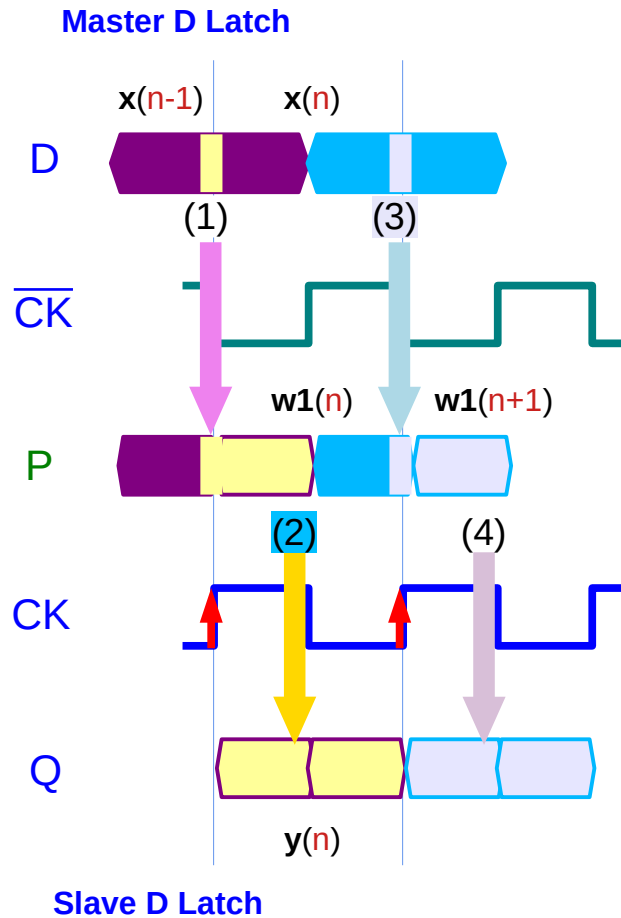 Master D Latch
x(n-1) x(n)
D
(1) (3)
CK
w1(n) w1(n+1)
P
(2) (4)
CK
Q
y(n)
Slave D Latch